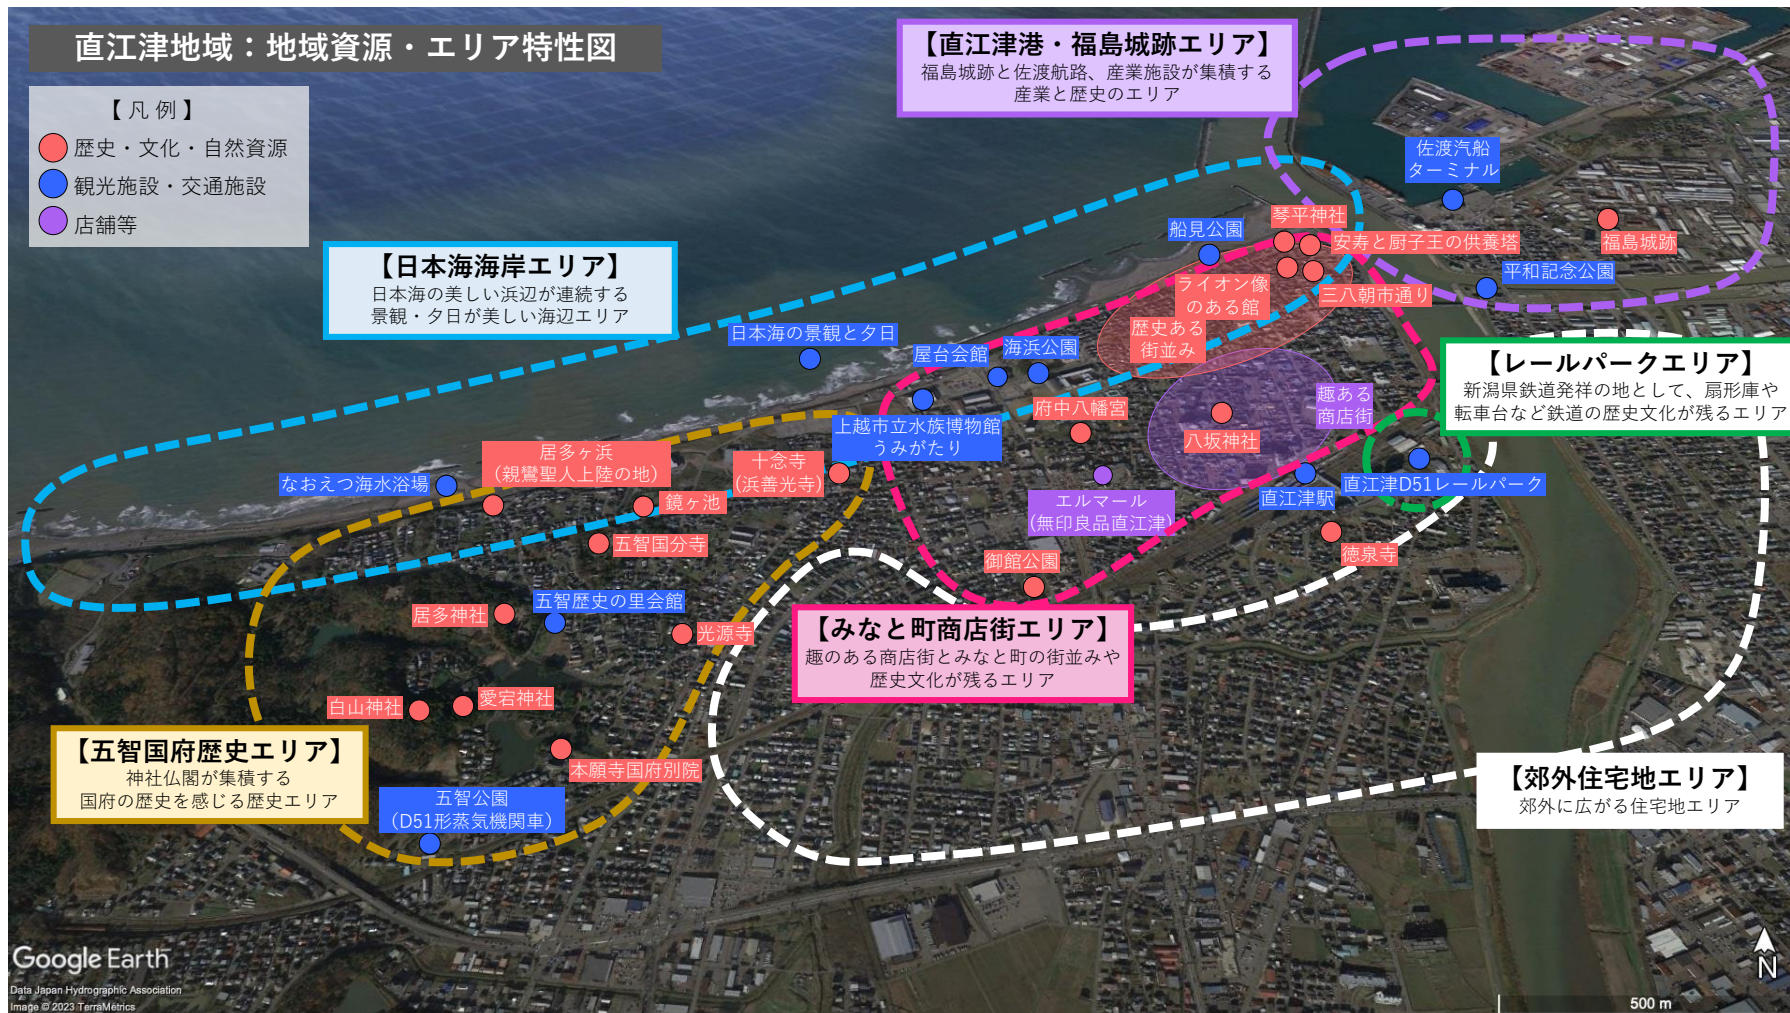 直江津地域：地域資源・エリア特性図
【 凡 例 】
歴史・文化・自然資源
観光施設・交通施設
店舗等
【直江津港・福島城跡エリア】
福島城跡と佐渡航路、産業施設が集積する
産業と歴史のエリア
佐渡汽船
ターミナル
福島城跡
平和記念公園
琴平神社
安寿と厨子王の供養塔
船見公園
ライオン像
のある館
三八朝市通り
歴史ある
街並み
【日本海海岸エリア】
日本海の美しい浜辺が連続する
景観・夕日が美しい海辺エリア
日本海の景観と夕日
屋台会館
海浜公園
【レールパークエリア】
新潟県鉄道発祥の地として、扇形庫や
転車台など鉄道の歴史文化が残るエリア
趣ある
商店街
府中八幡宮
八坂神社
上越市立水族博物館
うみがたり
居多ヶ浜
（親鸞聖人上陸の地）
十念寺
（浜善光寺）
なおえつ海水浴場
鏡ヶ池
エルマール
（無印良品直江津）
直江津駅
直江津D51レールパーク
五智国分寺
徳泉寺
御館公園
居多神社
五智歴史の里会館
光源寺
【みなと町商店街エリア】
趣のある商店街とみなと町の街並みや
歴史文化が残るエリア
白山神社
愛宕神社
本願寺国府別院
【五智国府歴史エリア】
神社仏閣が集積する
国府の歴史を感じる歴史エリア
五智公園
（D51形蒸気機関車）
【郊外住宅地エリア】
郊外に広がる住宅地エリア
Google Earth
Data Japan Hydrographic Association
Image © 2023 TerraMetrics
N
500 m